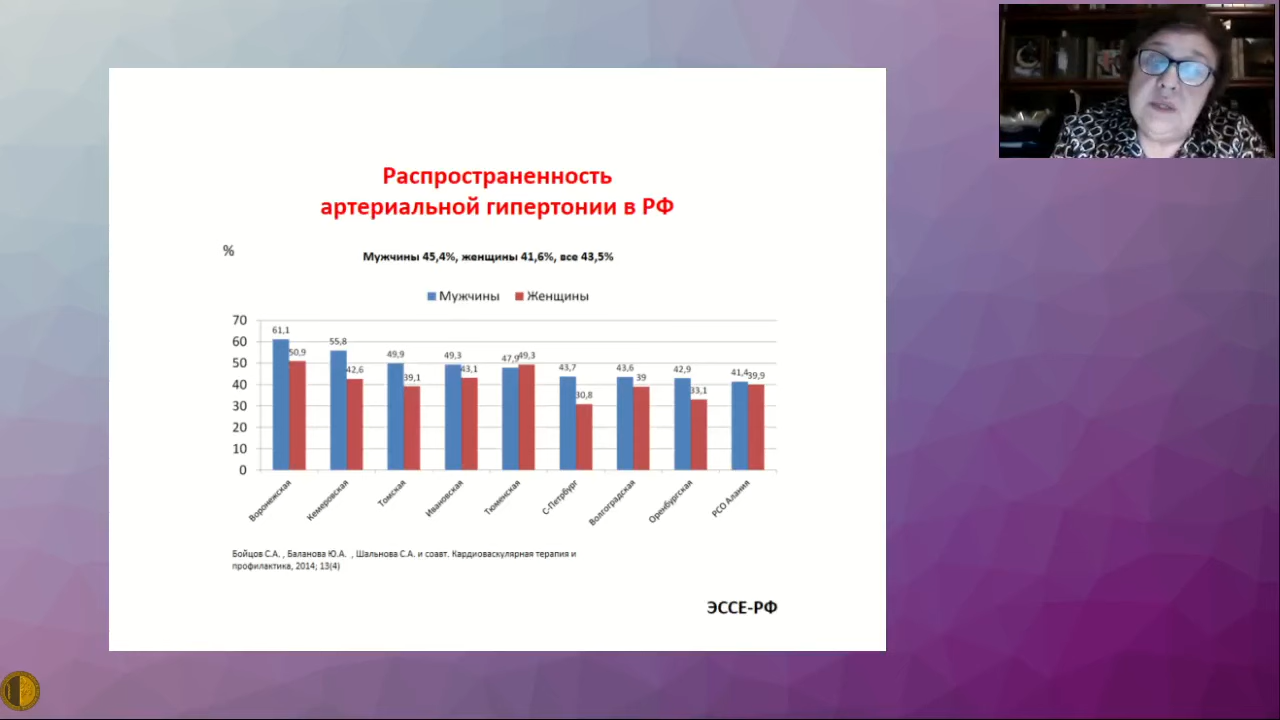 Распространенность
артериальной гипертонии в РФ
%
Мужчины 45,4%, женщины 41,6%, все 43,5%
Мужчины Женщины
70
60
50
40
30
20
10
0
61,1 50,9 55,8 42,6 49,9 39,1 49,3 43,1 47,9 49,3 43,7 30,8 43,6 39 42,9 33,1 41,4 39,9
Воронежская Кемеровская Томская Ивановская Тюменская С-Петрбург Волгоградская Оренбургская РСО Алания
Бойцов С.А. , Баланова Ю.А. , Шальнова С.А. и соавт. Кардиоваскулярная терапия и
профилактика, 2014; 13(4)
ЭССЕ-РФ